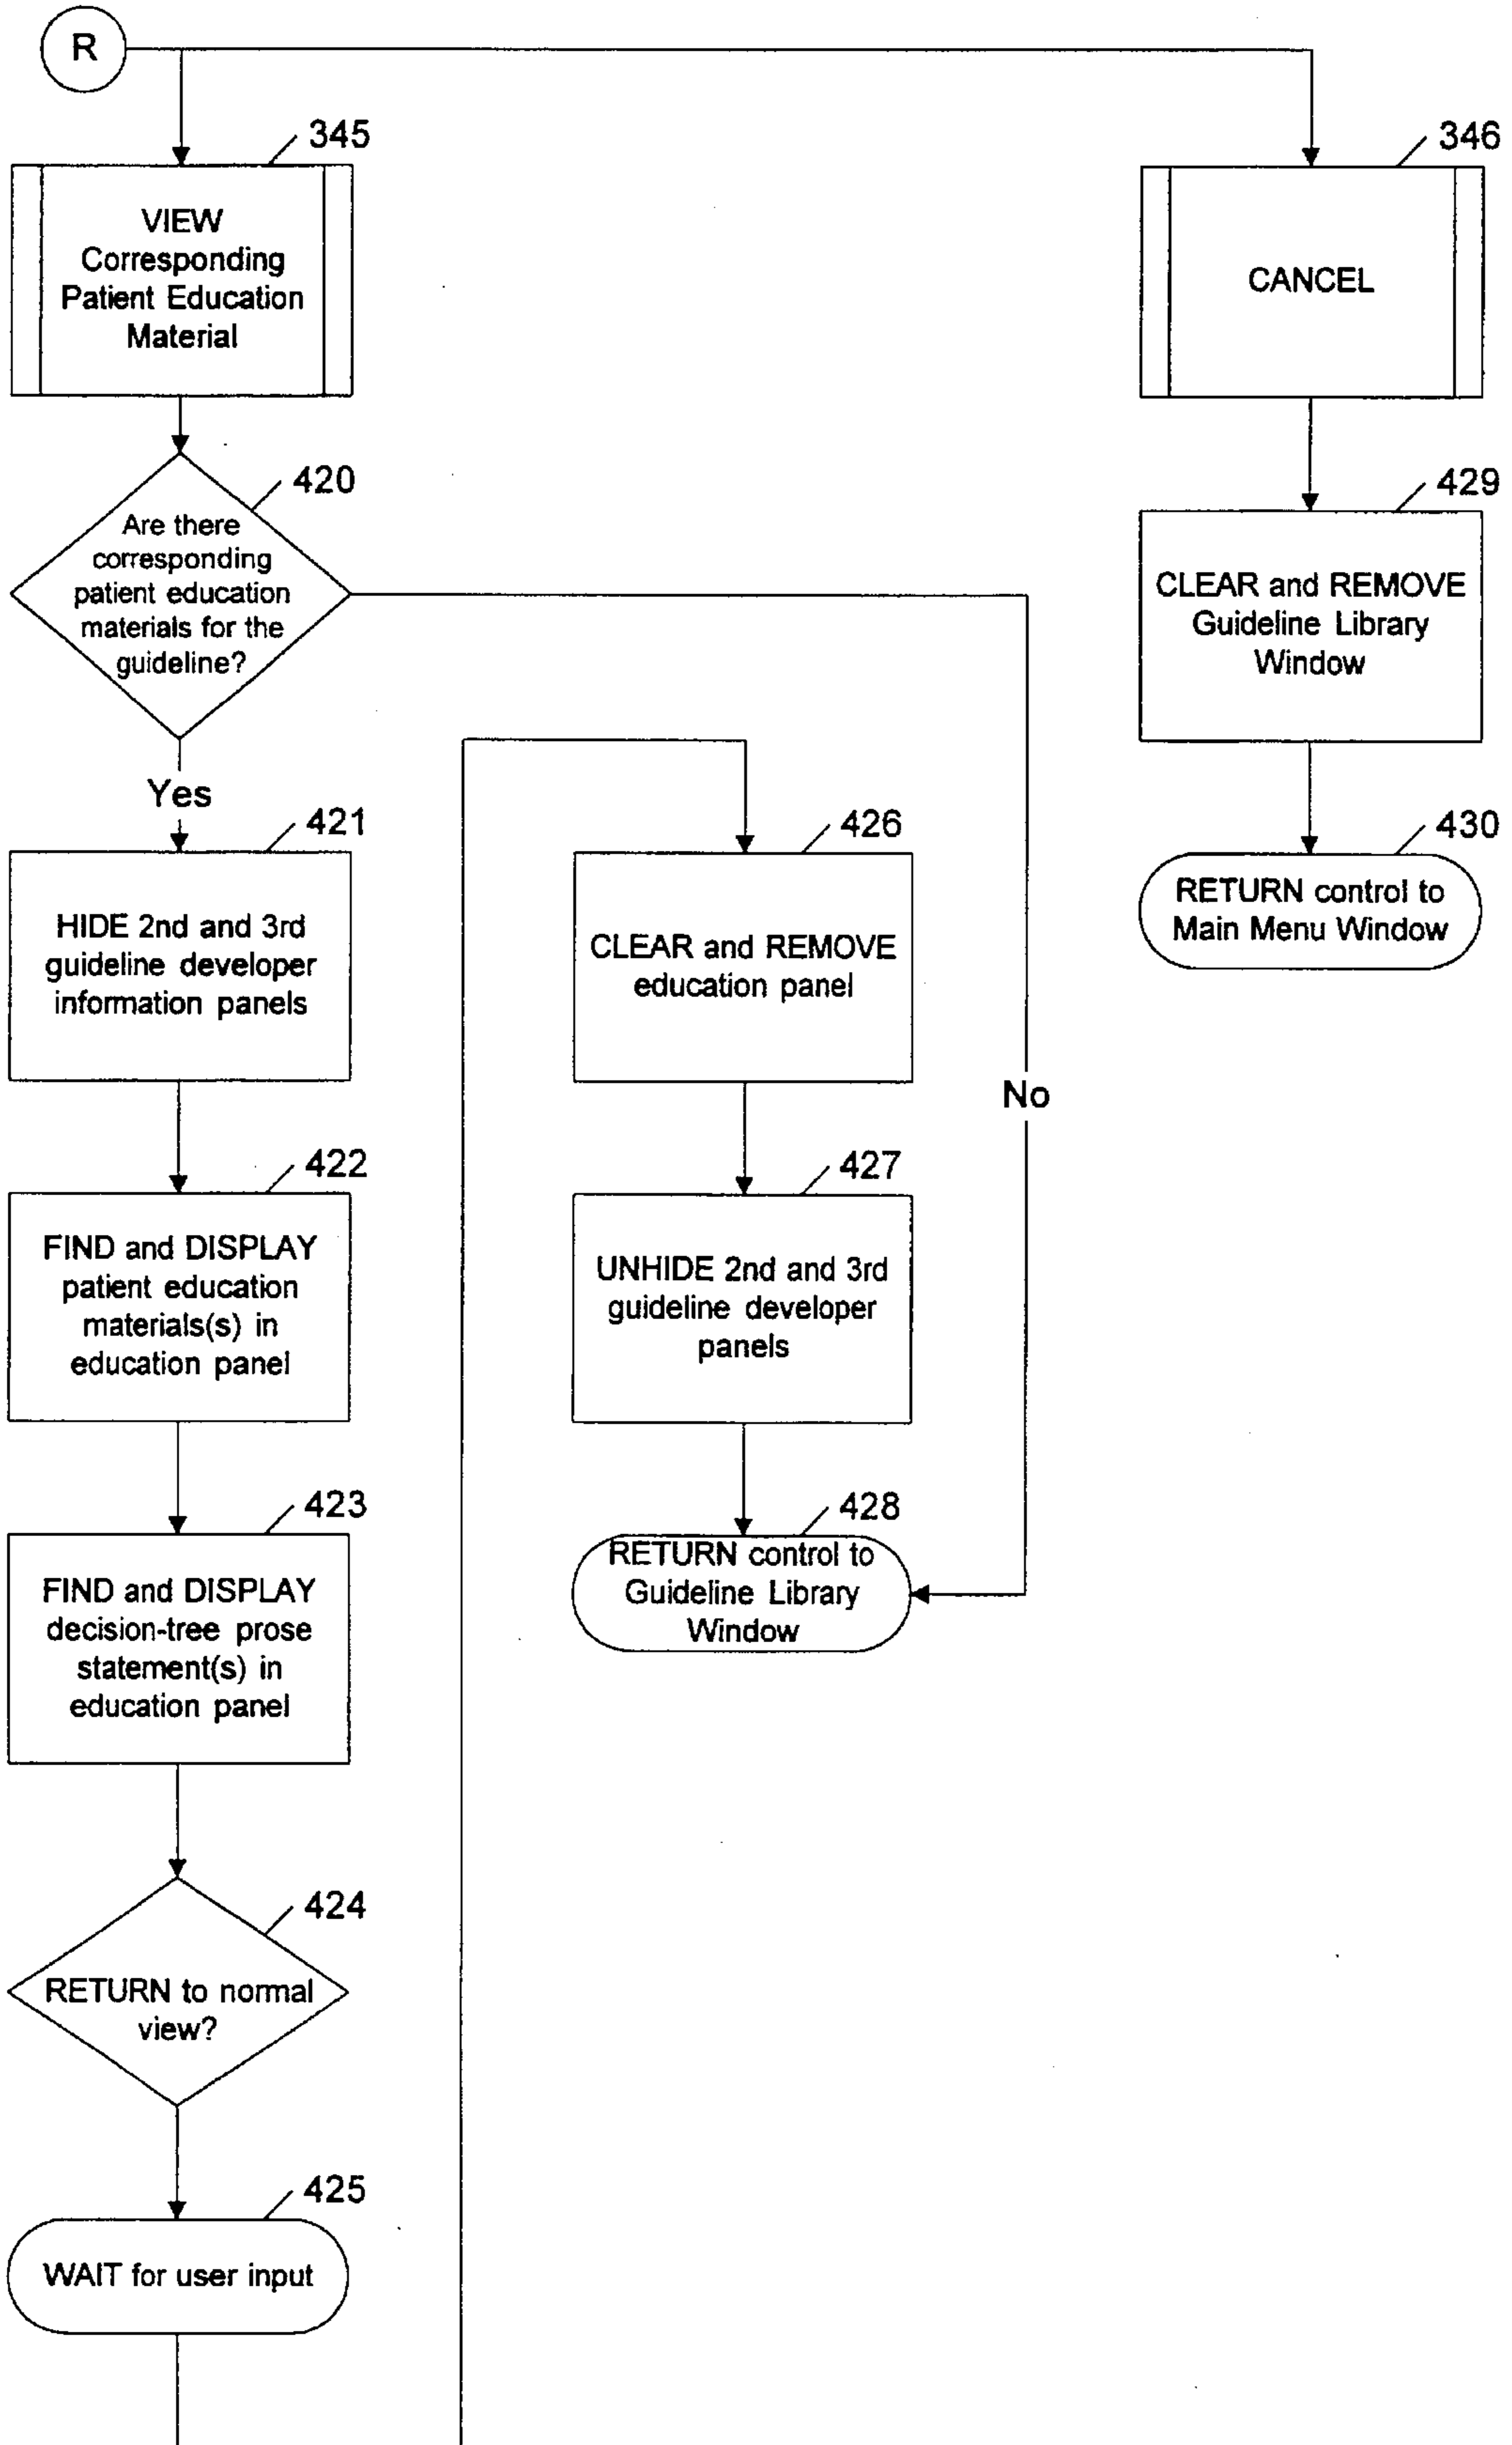 R
345
VIEW
Corresponding
Patient Education
Material
346
CANCEL
420
Are there
corresponding
patient education
materials for the
guideline?
429
CLEAR and REMOVE
Guideline Library
Window
Yes
421
HIDE 2nd and 3rd
guideline developer
information panels
426
CLEAR and REMOVE
education panel
430
RETURN control to
Main Menu Window
No
422
FIND and DISPLAY
patient education
materials(s) in
education panel
427
UNHIDE 2nd and 3rd
guideline developer
panels
423
FIND and DISPLAY
decision-tree prose
statement(s) in
education panel
428
RETURN control to
Guideline Library
Window
424
RETURN to normal
view?
425
WAIT for user input